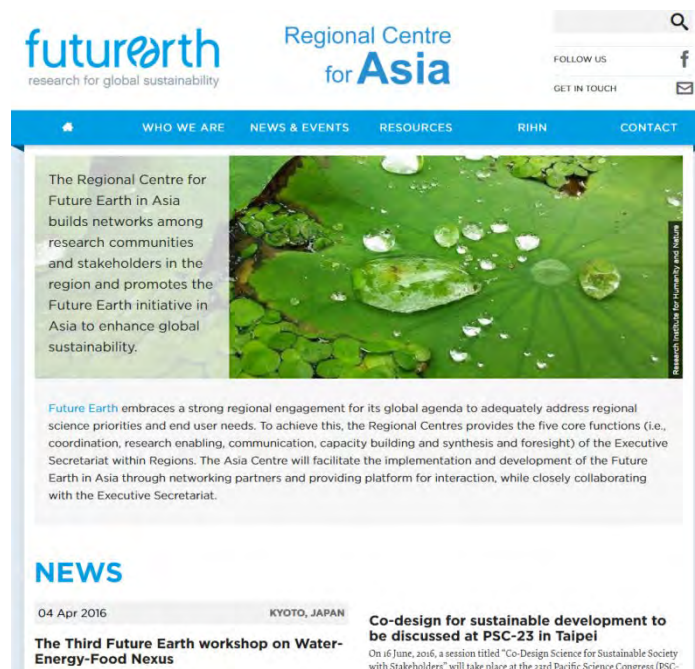 futurearth
research for global sustainability
Regional Centre
for Asia
FOLLOW US
GET IN TOUCH
WHO WE ARE NEWS & EVENTS RESOURCES RIHN CONTACT
The Regional Centre for
Future Earth in Asia
builds networks among
research communities
and stakeholders in the
region and promotes the
Future Earth initiative in
Asia to enhance global
sustainability.
Research Institute for Humanity and Nature
Future Earth embraces a strong regional engagement for its global agenda to adequately address regional
science priorities and end user needs. To achieve this, the Regional Centres provides the five core functions (i.e.,
coordination, research enabling, communication, capacity building and synthesis and foresight) of the Executive
Secretariat within Regions. The Asia Centre will facilitate the implementation and development of the Future
Earth in Asia through networking partners and providing platform for interaction, while closely collaborating
with the Executive Secretariat.
NEWS
04 Apr 2016 KYOTO, JAPAN
The Third Future Earth workshop on Water-
Energy-Food Nexus
Co-design for sustainable development to
be discussed at PSC-23 in Taipei
On 16 June, 2016, a session titled "Co-Design Science for Sustainable Society
with Stakeholders" will take place at the 23rd Pacific Science Congress (PSC-